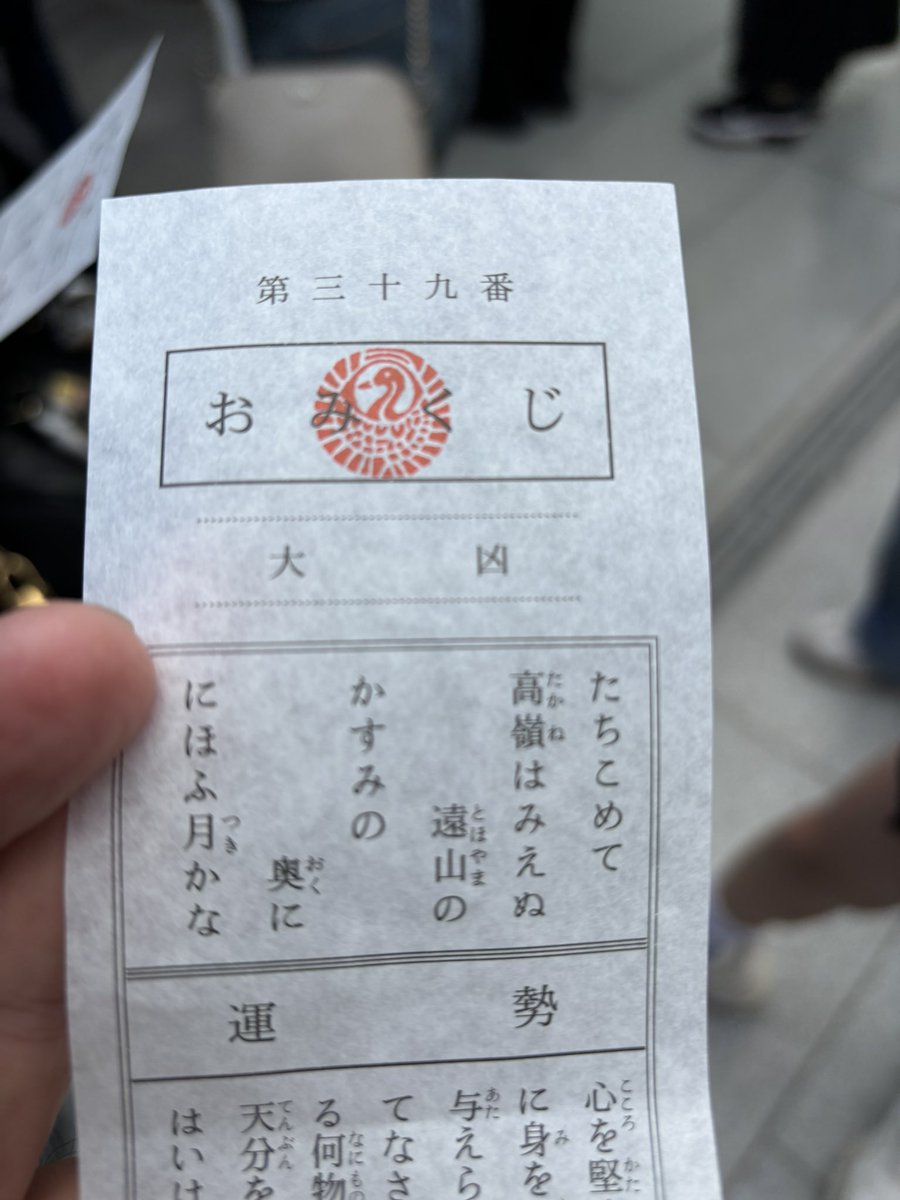 第三十九番
おみくじ
大凶
たちこめて
高嶺はみえぬ
遠山の
かすみの
奥に
にほふ月かな
運勢
心を堅
に身を
与えら
てなさ
る何物
天分を
はいけ